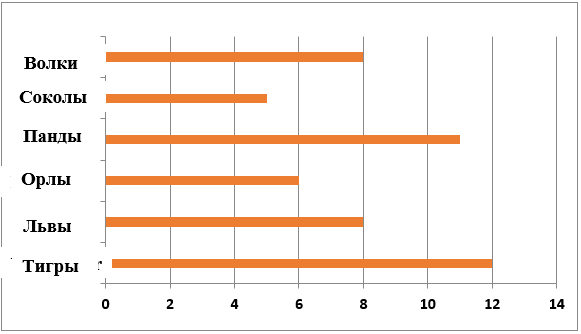 Волки
Соколы
Панды
Орлы
Львы
Тигры
0 2 4 6 8 10 12 14